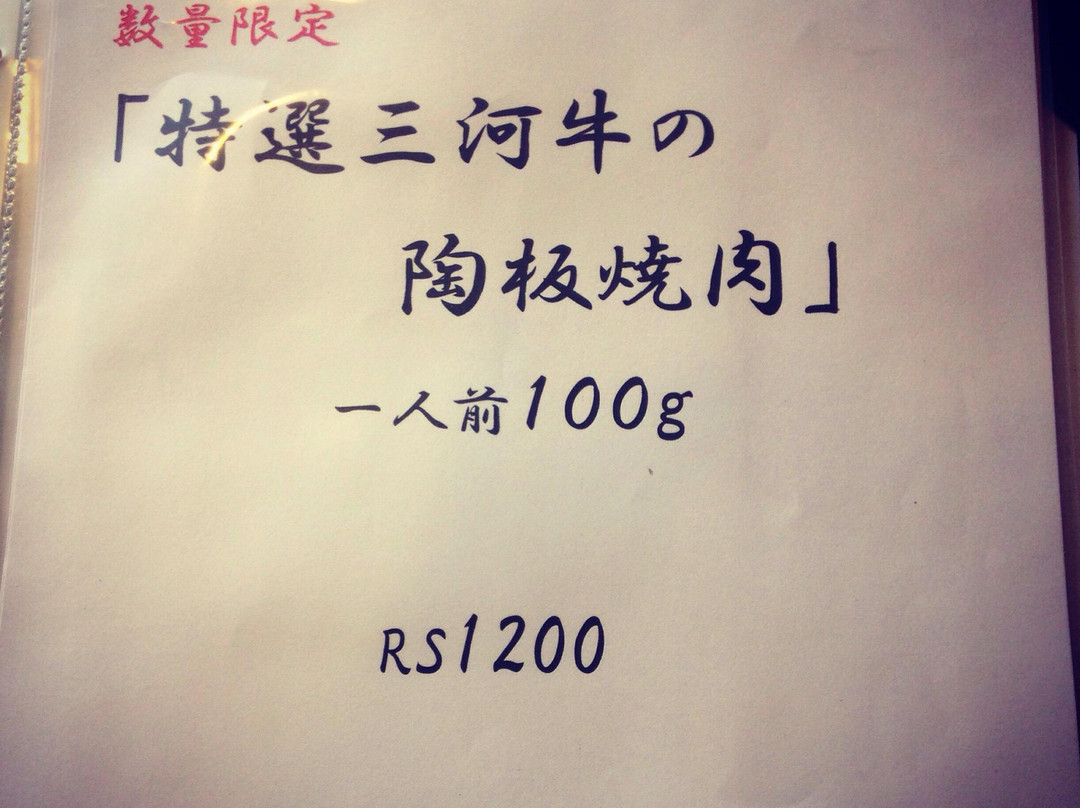 数量限定
「特選三河牛の
陶板焼肉」
一人前100g
RS1200